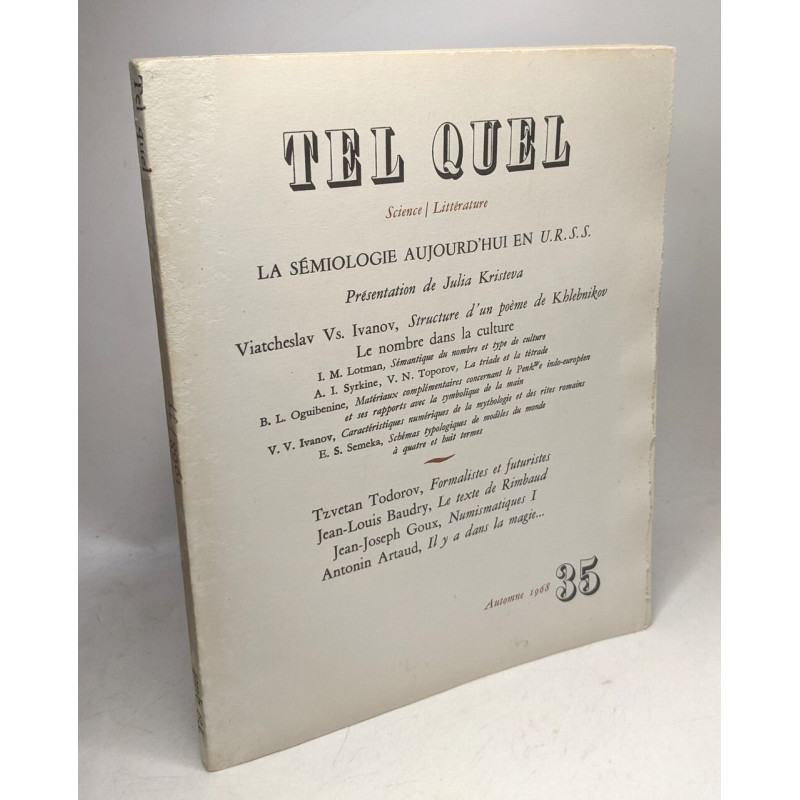 TEL QUEL
Science | Littérature
LA SÉMIOLOGIE AUJOURD'HUI EN U.R.S.S.
Présentation de Julia Kristeva
Viatcheslav Vs. Ivanov, Structure d'un poème de Khlebnikov
Le nombre dans la culture
I. M. Lotman, Sémantique du nombre et type de culture
A. I. Syrkine, V. N. Toporov, La triade et la tétrade
B. L. Oguibenine, Matériaux complémentaires concernant le Penkʷe indo-européen
et ses rapports avec la symbolique de la main
V. V. Ivanov, Caractéristiques numériques de la mythologie et des rites romains
E. S. Semeka, Schémas typologiques de modèles du monde
à quatre et huit termes
Tzvetan Todorov, Formalistes et futuristes
Jean-Louis Baudry, Le texte de Rimbaud
Jean-Joseph Goux, Numismatiques I
Antonin Artaud, Il y a dans la magie...
Automne 1968 35
Tel quel